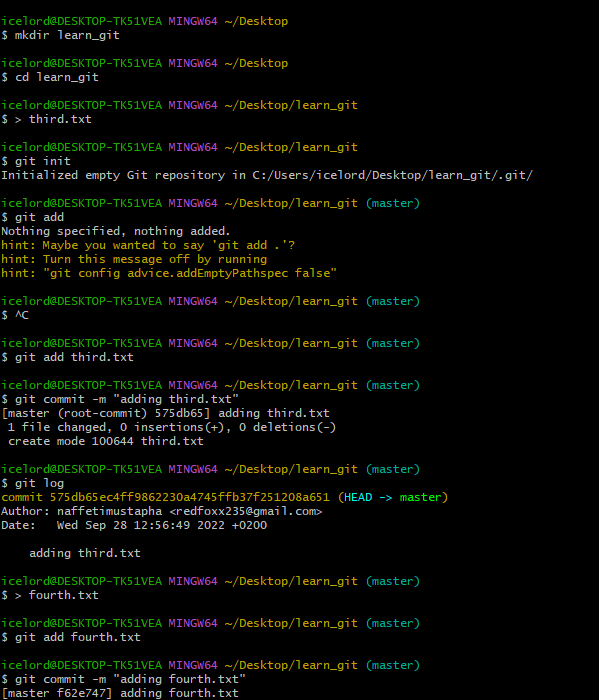 icelord@DESKTOP-TK51VEA MINGW64 ~/Desktop
$ mkdir learn_git
icelord@DESKTOP-TK51VEA MINGW64 ~/Desktop
$ cd learn_git
icelord@DESKTOP-TK51VEA MINGW64 ~/Desktop/learn_git
$ > third.txt
icelord@DESKTOP-TK51VEA MINGW64 ~/Desktop/learn_git
$ git init
Initialized empty Git repository in C:/Users/icelord/Desktop/learn_git/.git/
icelord@DESKTOP-TK51VEA MINGW64 ~/Desktop/learn_git (master)
$ git add
Nothing specified, nothing added.
hint: Maybe you wanted to say 'git add .'?
hint: Turn this message off by running
hint: "git config advice.addEmptyPathspec false"
icelord@DESKTOP-TK51VEA MINGW64 ~/Desktop/learn_git (master)
$ ^C
icelord@DESKTOP-TK51VEA MINGW64 ~/Desktop/learn_git (master)
$ git add third.txt
icelord@DESKTOP-TK51VEA MINGW64 ~/Desktop/learn_git (master)
$ git commit -m "adding third.txt"
[master (root-commit) 575db65] adding third.txt
 1 file changed, 0 insertions(+), 0 deletions(-)
 create mode 100644 third.txt
icelord@DESKTOP-TK51VEA MINGW64 ~/Desktop/learn_git (master)
$ git log
commit 575db65ec4ff9862230a4745ffb37f251208a651 (HEAD -> master)
Author: naffetimustapha <redfoxx235@gmail.com>
Date:   Wed Sep 28 12:56:49 2022 +0200
    adding third.txt
icelord@DESKTOP-TK51VEA MINGW64 ~/Desktop/learn_git (master)
$ > fourth.txt
icelord@DESKTOP-TK51VEA MINGW64 ~/Desktop/learn_git (master)
$ git add fourth.txt
icelord@DESKTOP-TK51VEA MINGW64 ~/Desktop/learn_git (master)
$ git commit -m "adding fourth.txt"
[master f62e747] adding fourth.txt